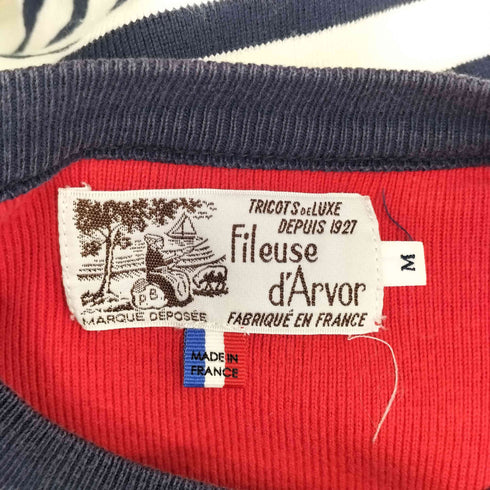 TRICOTS DE LUXE
DEPUIS 1927
Fileuse
d'Arvor
P.B.
MARQUE DÉPOSÉE
FABRIQUÉ EN FRANCE
M
MADE IN
FRANCE